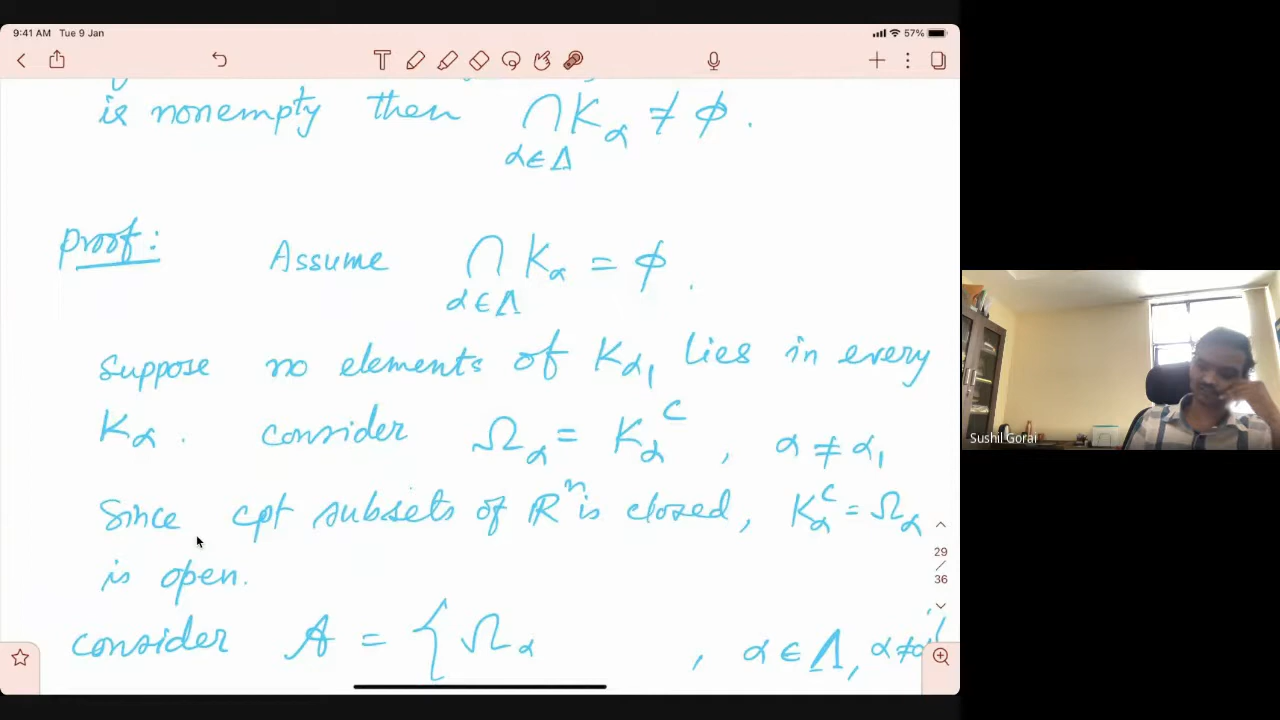 9:41 AM Tue 9 Jan
57%
is nonempty then ∩ Kα ≠ ϕ .
α∈Λ
Proof: Assume ∩ Kα = ϕ .
α∈Λ
Suppose no elements of Kα₁ lies in every
Kα . consider Ωα = Kα^c , α ≠ α₁
Since cpt subsets of ℝⁿ is closed, Kα^c = Ωα
is open.
consider 𝒜 = { Ωα , α ∈ Λ, α ≠
29
/
36
Sushil Gorai